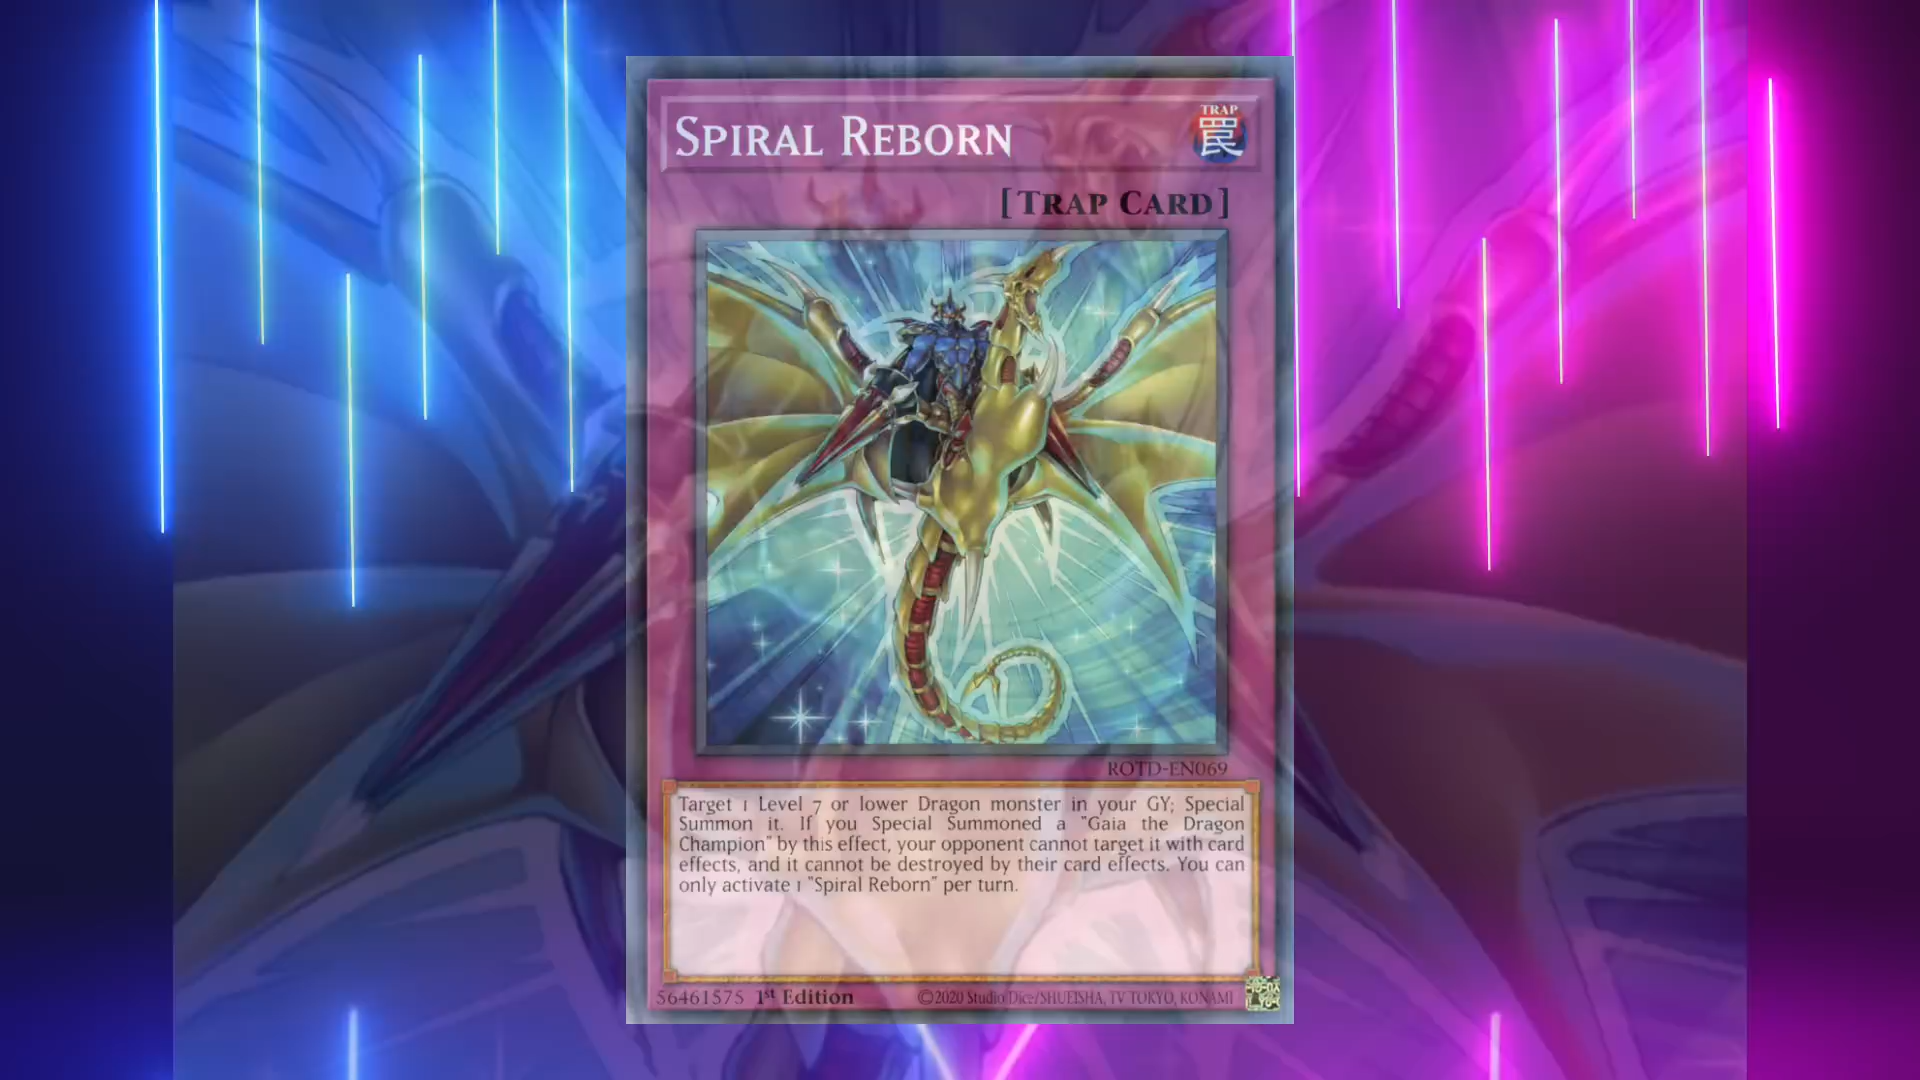 SPIRAL REBORN
TRAP
罠
[TRAP CARD]
ROTD-EN069
Target 1 Level 7 or lower Dragon monster in your GY; Special
Summon it. If you Special Summoned a "Gaia the Dragon
Champion" by this effect, your opponent cannot target it with card
effects, and it cannot be destroyed by their card effects. You can
only activate 1 "Spiral Reborn" per turn.
56461575 1st Edition
©2020 Studio Dice/SHUEISHA, TV TOKYO, KONAMI